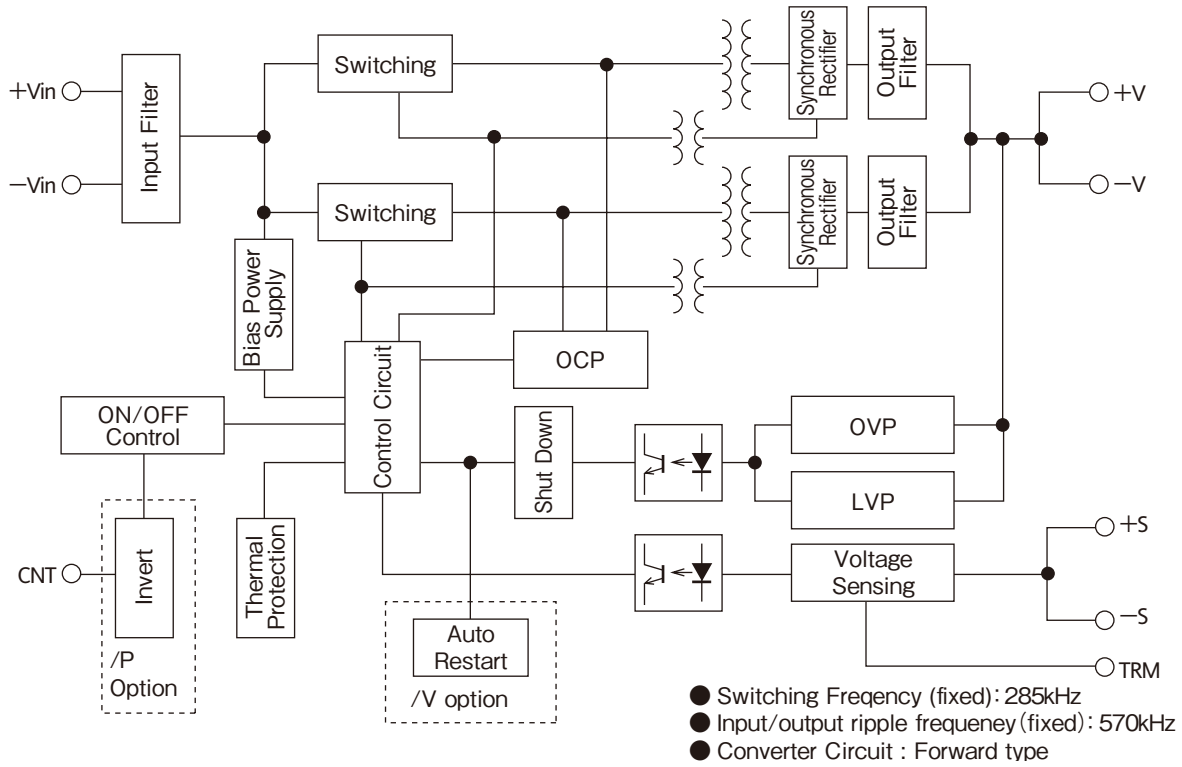 +Vin
−Vin
Input Filter
Switching
Switching
Bias Power
Supply
Synchronous
Rectifier
Output
Filter
Synchronous
Rectifier
Output
Filter
+V
−V
OCP
Control Circuit
ON/OFF
Control
Shut Down
OVP
LVP
CNT
Invert
/P
Option
Thermal
Protection
Auto
Restart
/V option
Voltage
Sensing
+S
−S
TRM
● Switching Freqency (fixed): 285kHz
● Input/output ripple frequeney (fixed): 570kHz
● Converter Circuit : Forward type